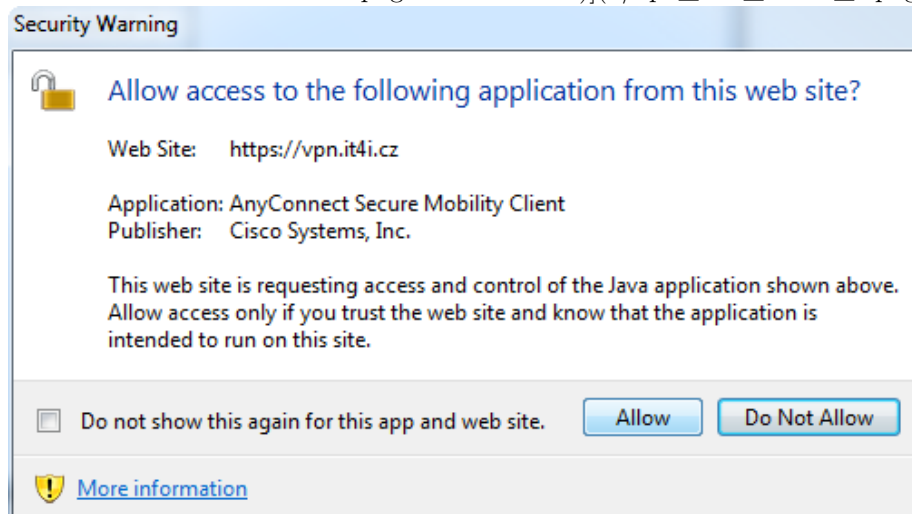 Security Warning
Allow access to the following application from this web site?
Web Site: https://vpn.it4i.cz
Application: AnyConnect Secure Mobility Client
Publisher: Cisco Systems, Inc.
This web site is requesting access and control of the Java application shown above.
Allow access only if you trust the web site and know that the application is
intended to run on this site.
Do not show this again for this app and web site. Allow Do Not Allow
More information